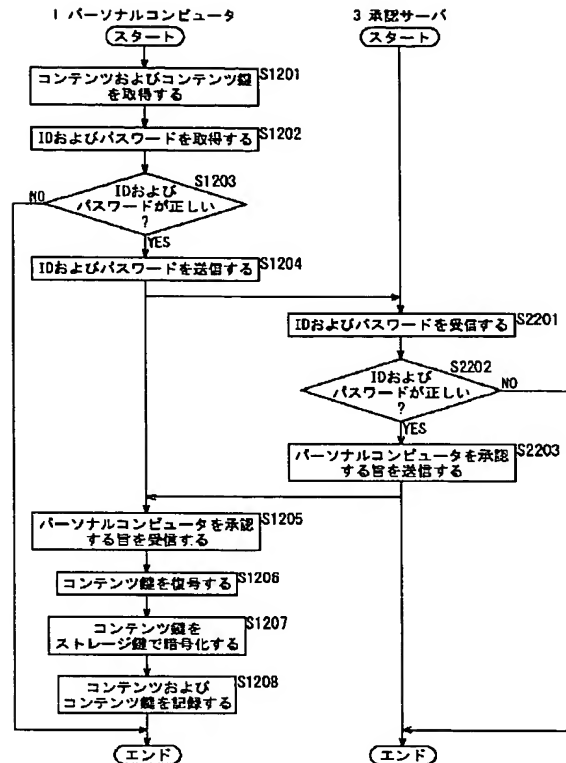 1 パーソナルコンピュータ
スタート
コンテンツおよびコンテンツ鍵
を取得する
S1201
IDおよびパスワードを取得する
S1202
IDおよび
パスワードが正しい
?
S1203
NO
YES
IDおよびパスワードを送信する
S1204
パーソナルコンピュータを承認
する旨を受信する
S1205
コンテンツ鍵を復号する
S1206
コンテンツ鍵を
ストレージ鍵で暗号化する
S1207
コンテンツおよび
コンテンツ鍵を記録する
S1208
エンド
3 承認サーバ
スタート
IDおよびパスワードを受信する
S2201
IDおよび
パスワードが正しい
?
S2202
NO
YES
パーソナルコンピュータを承認
する旨を送信する
S2203
エンド